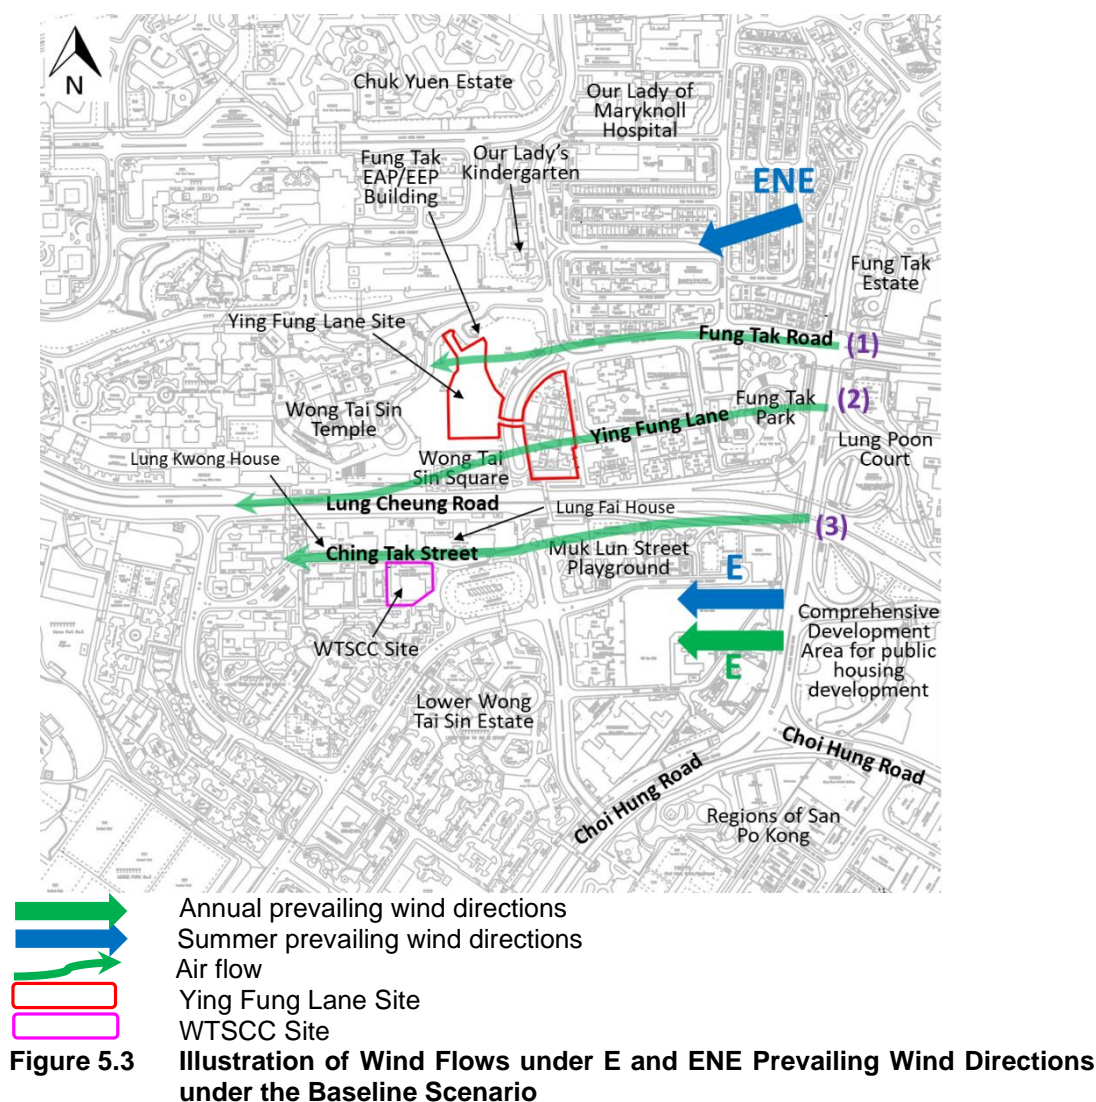 N
Chuk Yuen Estate
Our Lady of
Maryknoll
Hospital
Fung Tak
EAP/EEP
Building
Our Lady's
Kindergarten
ENE
Fung Tak
Estate
Ying Fung Lane Site
Fung Tak Road
(1)
Wong Tai Sin
Temple
Fung Tak
Park
(2)
Ying Fung Lane
Lung Poon
Court
Lung Kwong House
Wong Tai
Sin Square
Lung Cheung Road
Lung Fai House
(3)
Ching Tak Street
Muk Lun Street
Playground
E
E
WTSCC Site
Comprehensive
Development
Area for public
housing
development
Lower Wong
Tai Sin Estate
Choi Hung Road
Choi Hung Road
Regions of San
Po Kong
Annual prevailing wind directions
Summer prevailing wind directions
Air flow
Ying Fung Lane Site
WTSCC Site
Figure 5.3 Illustration of Wind Flows under E and ENE Prevailing Wind Directions
under the Baseline Scenario